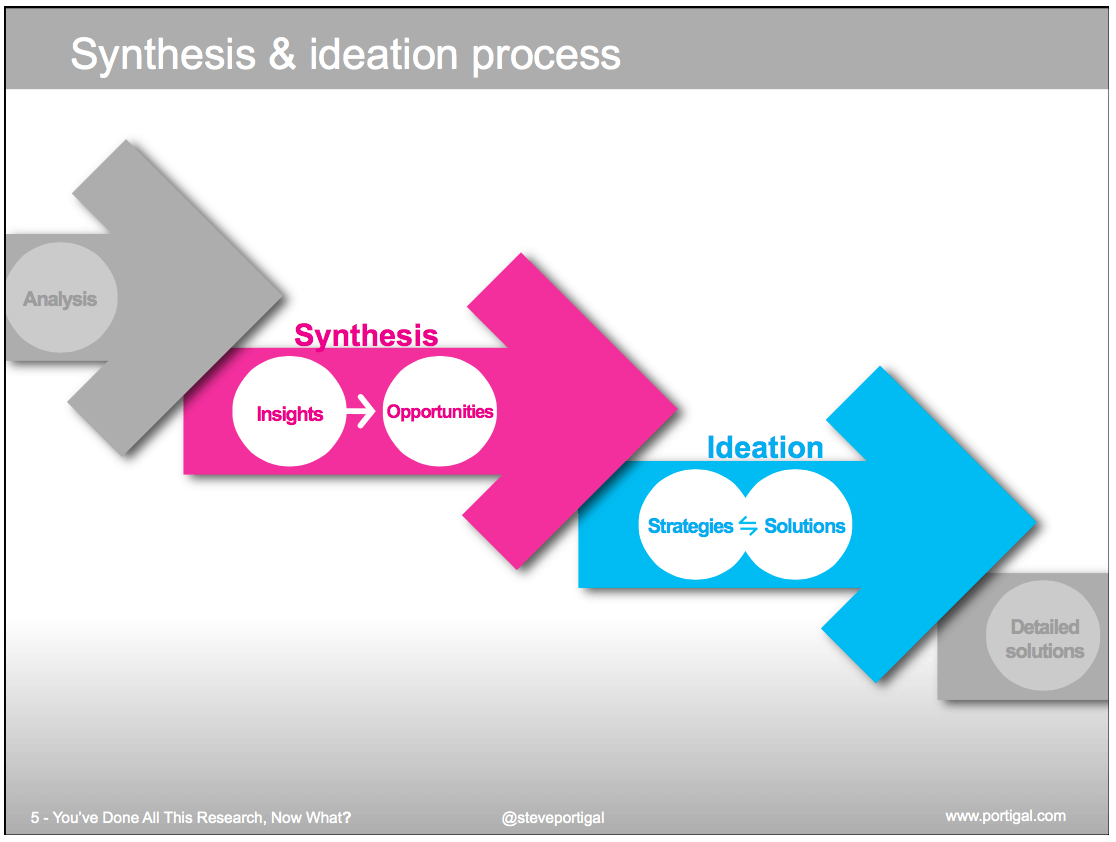 Synthesis & ideation process
Analysis
Synthesis
Insights
Opportunities
Ideation
Strategies ⇋ Solutions
Detailed
solutions
5 - You've Done All This Research, Now What?
@steveportigal
www.portigal.com